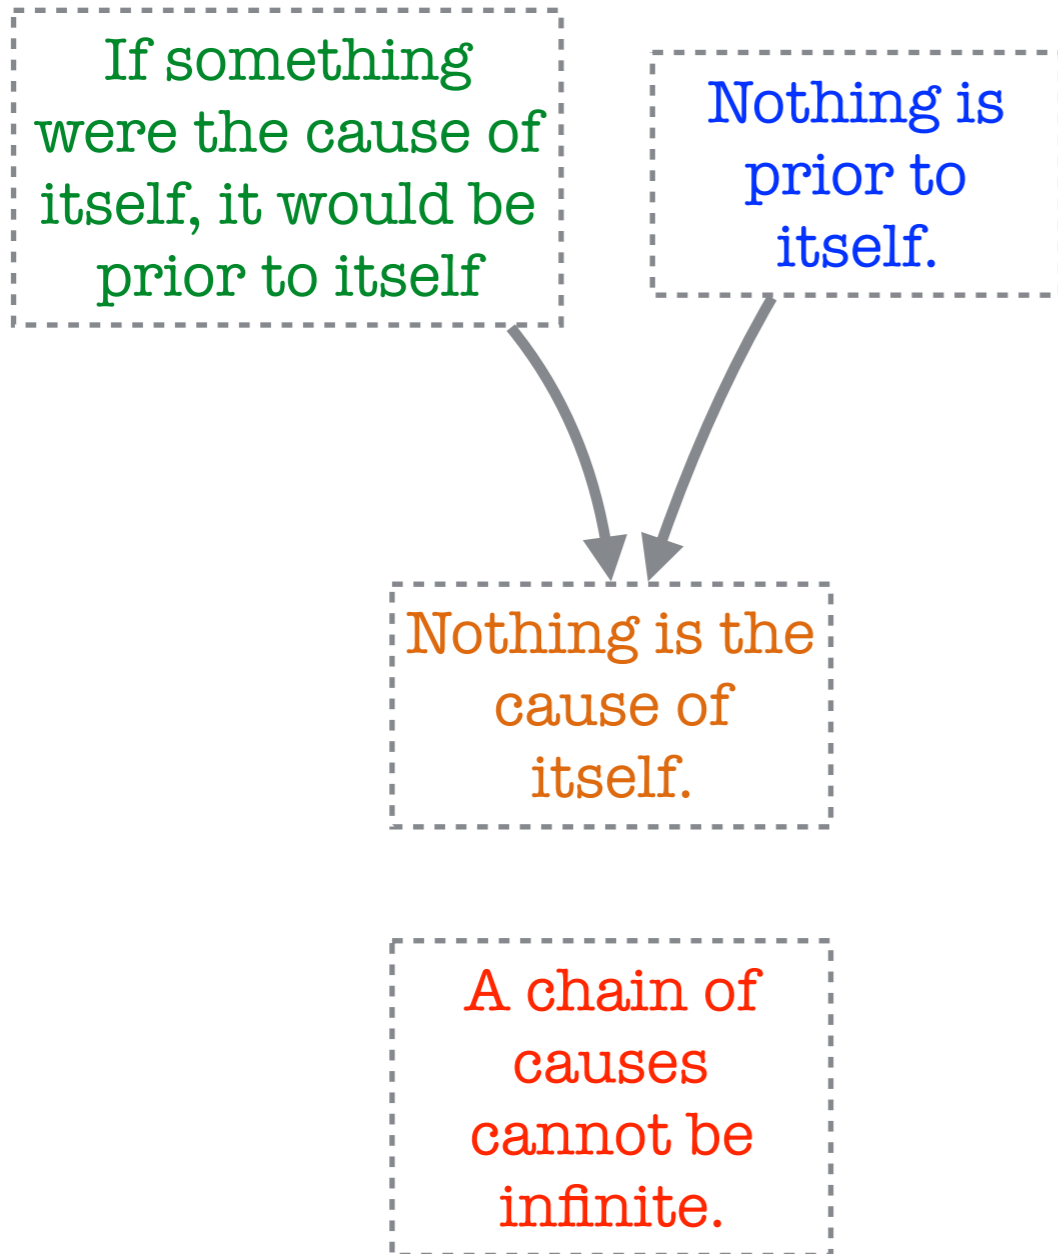 If something
were the cause of
itself, it would be
prior to itself
Nothing is
prior to
itself.
Nothing is the
cause of
itself.
A chain of
causes
cannot be
infinite.